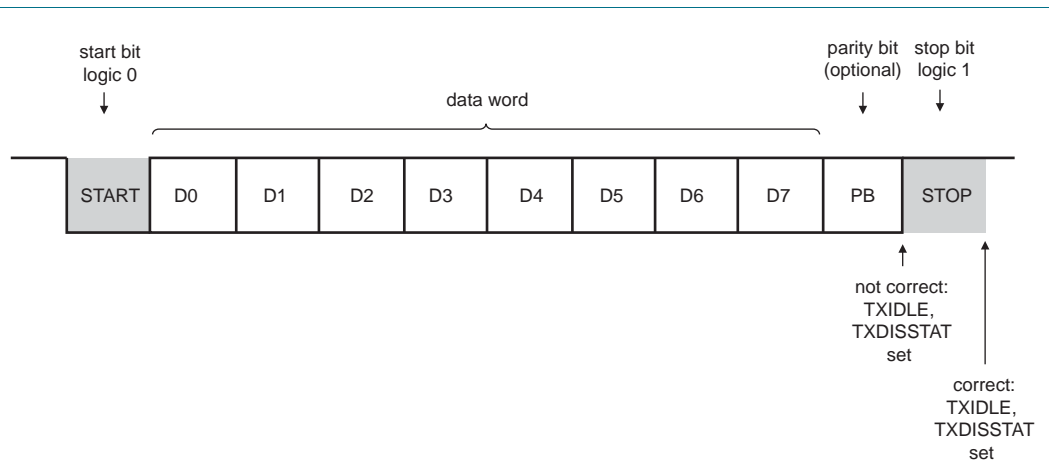 start bit
logic 0
parity bit
(optional)
stop bit
logic 1
data word
START D0 D1 D2 D3 D4 D5 D6 D7 PB STOP
not correct:
TXIDLE,
TXDISSTAT
set
correct:
TXIDLE,
TXDISSTAT
set